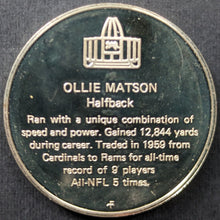 OLLIE MATSON
Halfback
Ran with a unique combination of
speed and power. Gained 12,844 yards
during career. Traded in 1959 from
Cardinals to Rams for all-time
record of 9 players
All-NFL 5 times.